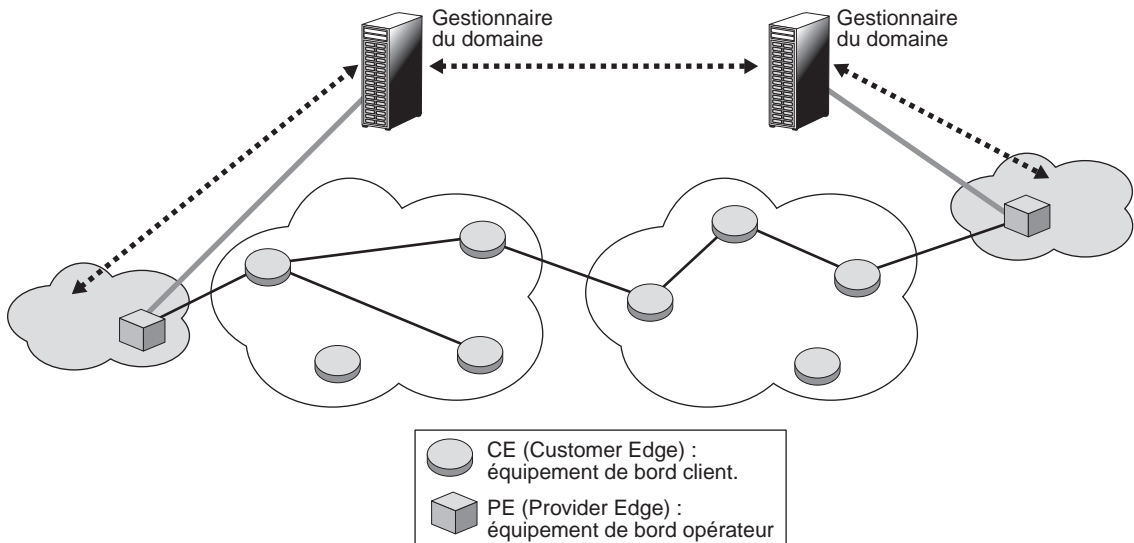 Gestionnaire
du domaine
Gestionnaire
du domaine
CE (Customer Edge) :
équipement de bord client.
PE (Provider Edge) :
équipement de bord opérateur